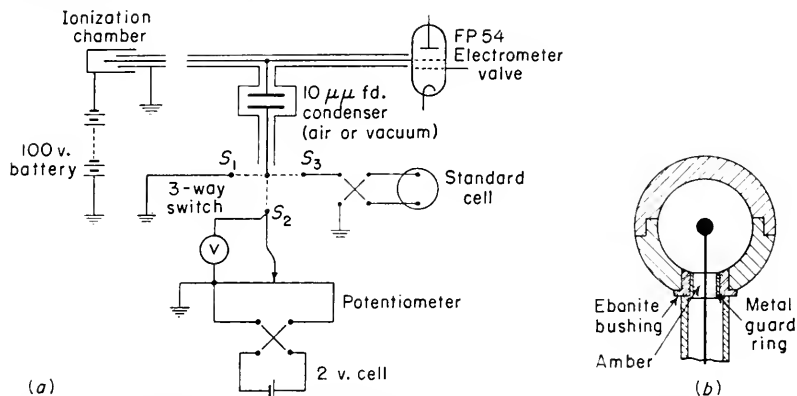 Ionization
chamber
FP 54
Electrometer
valve
10 μμ fd.
condenser
(air or vacuum)
100 v.
battery
S1
S3
3-way
switch
Standard
cell
S2
V
Potentiometer
2 v. cell
(a)
Ebanite
bushing
Metal
guard
ring
Amber
(b)